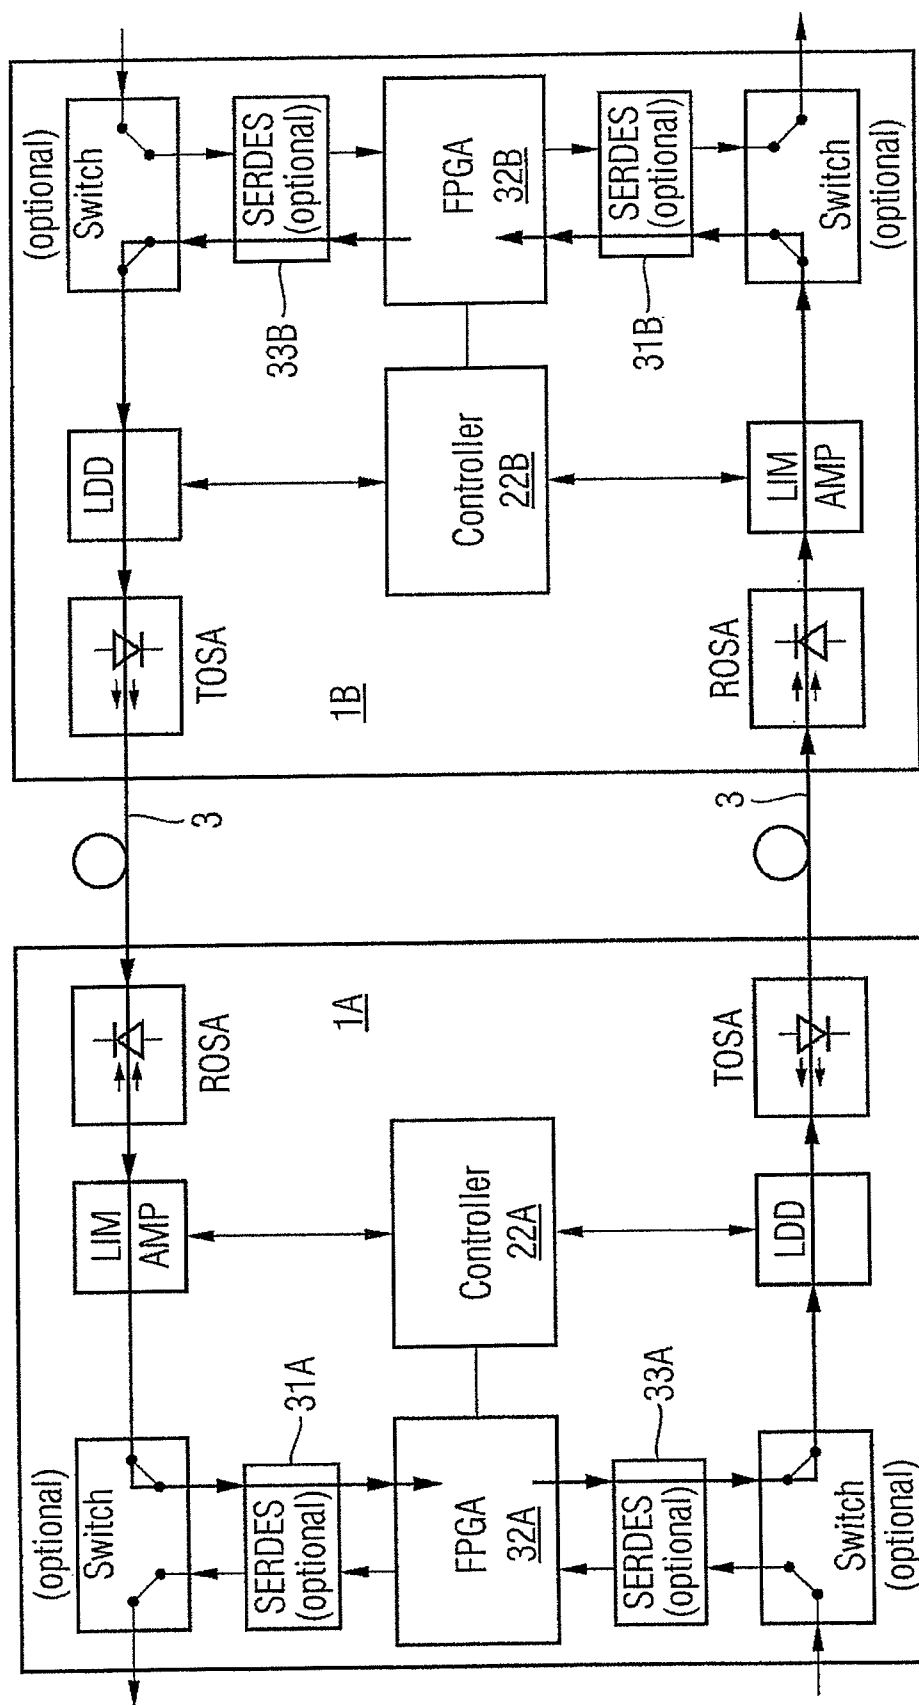 (optional)
Switch
LIM
AMP
ROSA
3
TOSA
LDD
(optional)
Switch
SERDES
(optional)
31A
33B
SERDES
(optional)
FPGA
32A
Controller
22A
1A
1B
Controller
22B
FPGA
32B
SERDES
(optional)
33A
31B
SERDES
(optional)
Switch
(optional)
LDD
TOSA
3
ROSA
LIM
AMP
Switch
(optional)